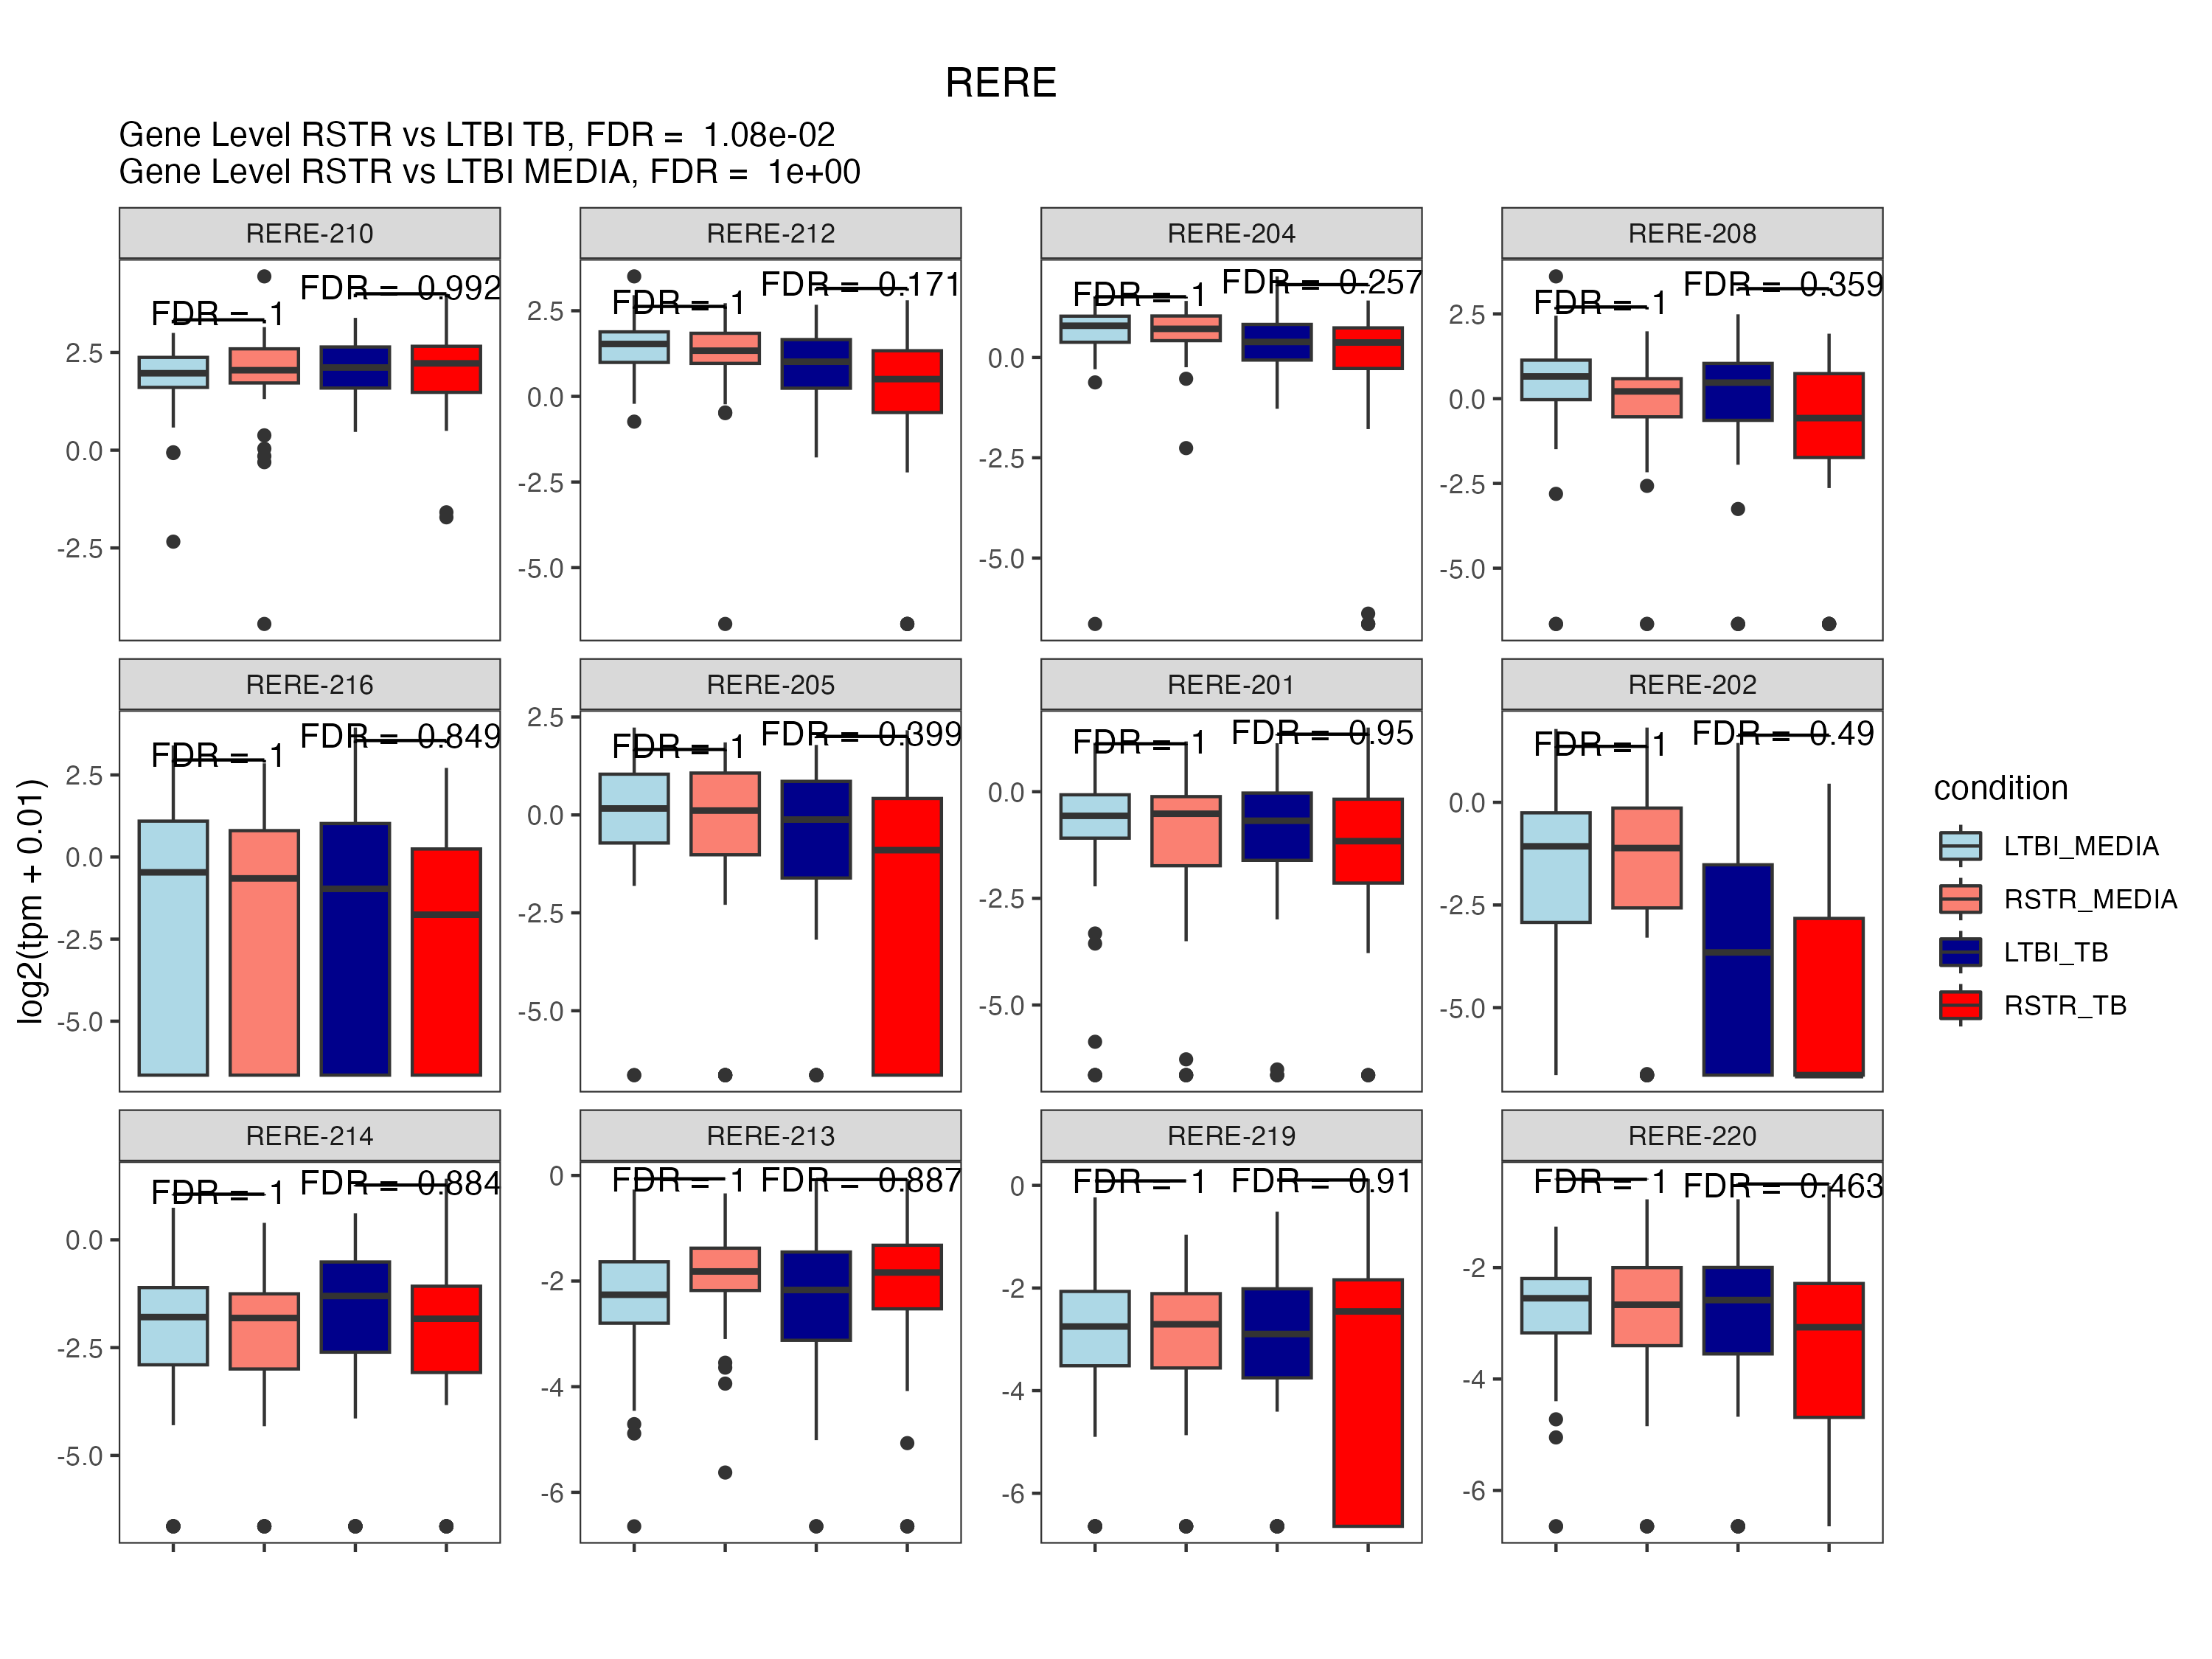 RERE
Gene Level RSTR vs LTBI TB, FDR =  1.08e-02
Gene Level RSTR vs LTBI MEDIA, FDR =  1e+00
RERE-210
RERE-212
RERE-204
RERE-208
FDR = 1
FDR = 0.992
FDR = 1
FDR = 0.171
FDR = 1
FDR = 0.257
FDR = 1
FDR = 0.359
2.5
0.0
-2.5
2.5
0.0
-2.5
-5.0
0.0
-2.5
-5.0
2.5
0.0
-2.5
-5.0
RERE-216
RERE-205
RERE-201
RERE-202
FDR = 1
FDR = 0.849
FDR = 1
FDR = 0.399
FDR = 1
FDR = 0.95
FDR = 1
FDR = 0.49
2.5
0.0
-2.5
-5.0
2.5
0.0
-2.5
-5.0
0.0
-2.5
-5.0
0.0
-2.5
-5.0
RERE-214
RERE-213
RERE-219
RERE-220
FDR = 1
FDR = 0.884
FDR = 1
FDR = 0.887
FDR = 1
FDR = 0.91
FDR = 1
FDR = 0.463
0.0
-2.5
-5.0
0
-2
-4
-6
0
-2
-4
-6
-2
-4
-6
log2(tpm + 0.01)
condition
LTBI_MEDIA
RSTR_MEDIA
LTBI_TB
RSTR_TB